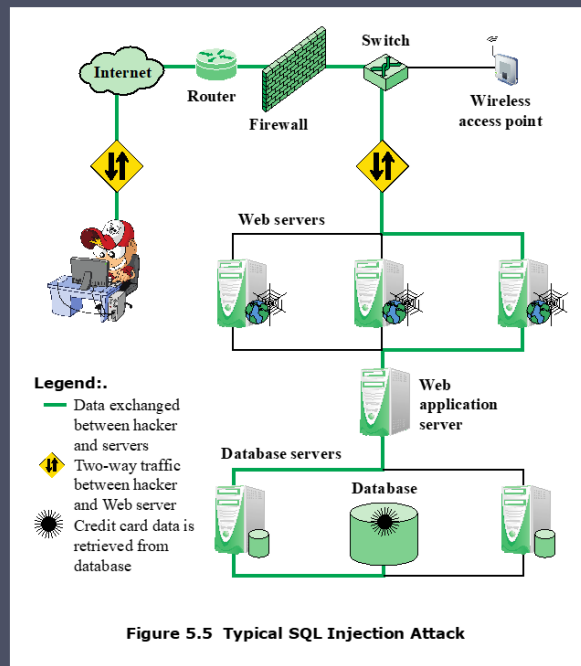 Switch
Internet
Router
Firewall
Wireless
access point
Web servers
Web
application
server
Legend:.
Data exchanged
between hacker
and servers
Two-way traffic
between hacker
and Web server
Credit card data is
retrieved from
database
Database servers
Database
Figure 5.5 Typical SQL Injection Attack